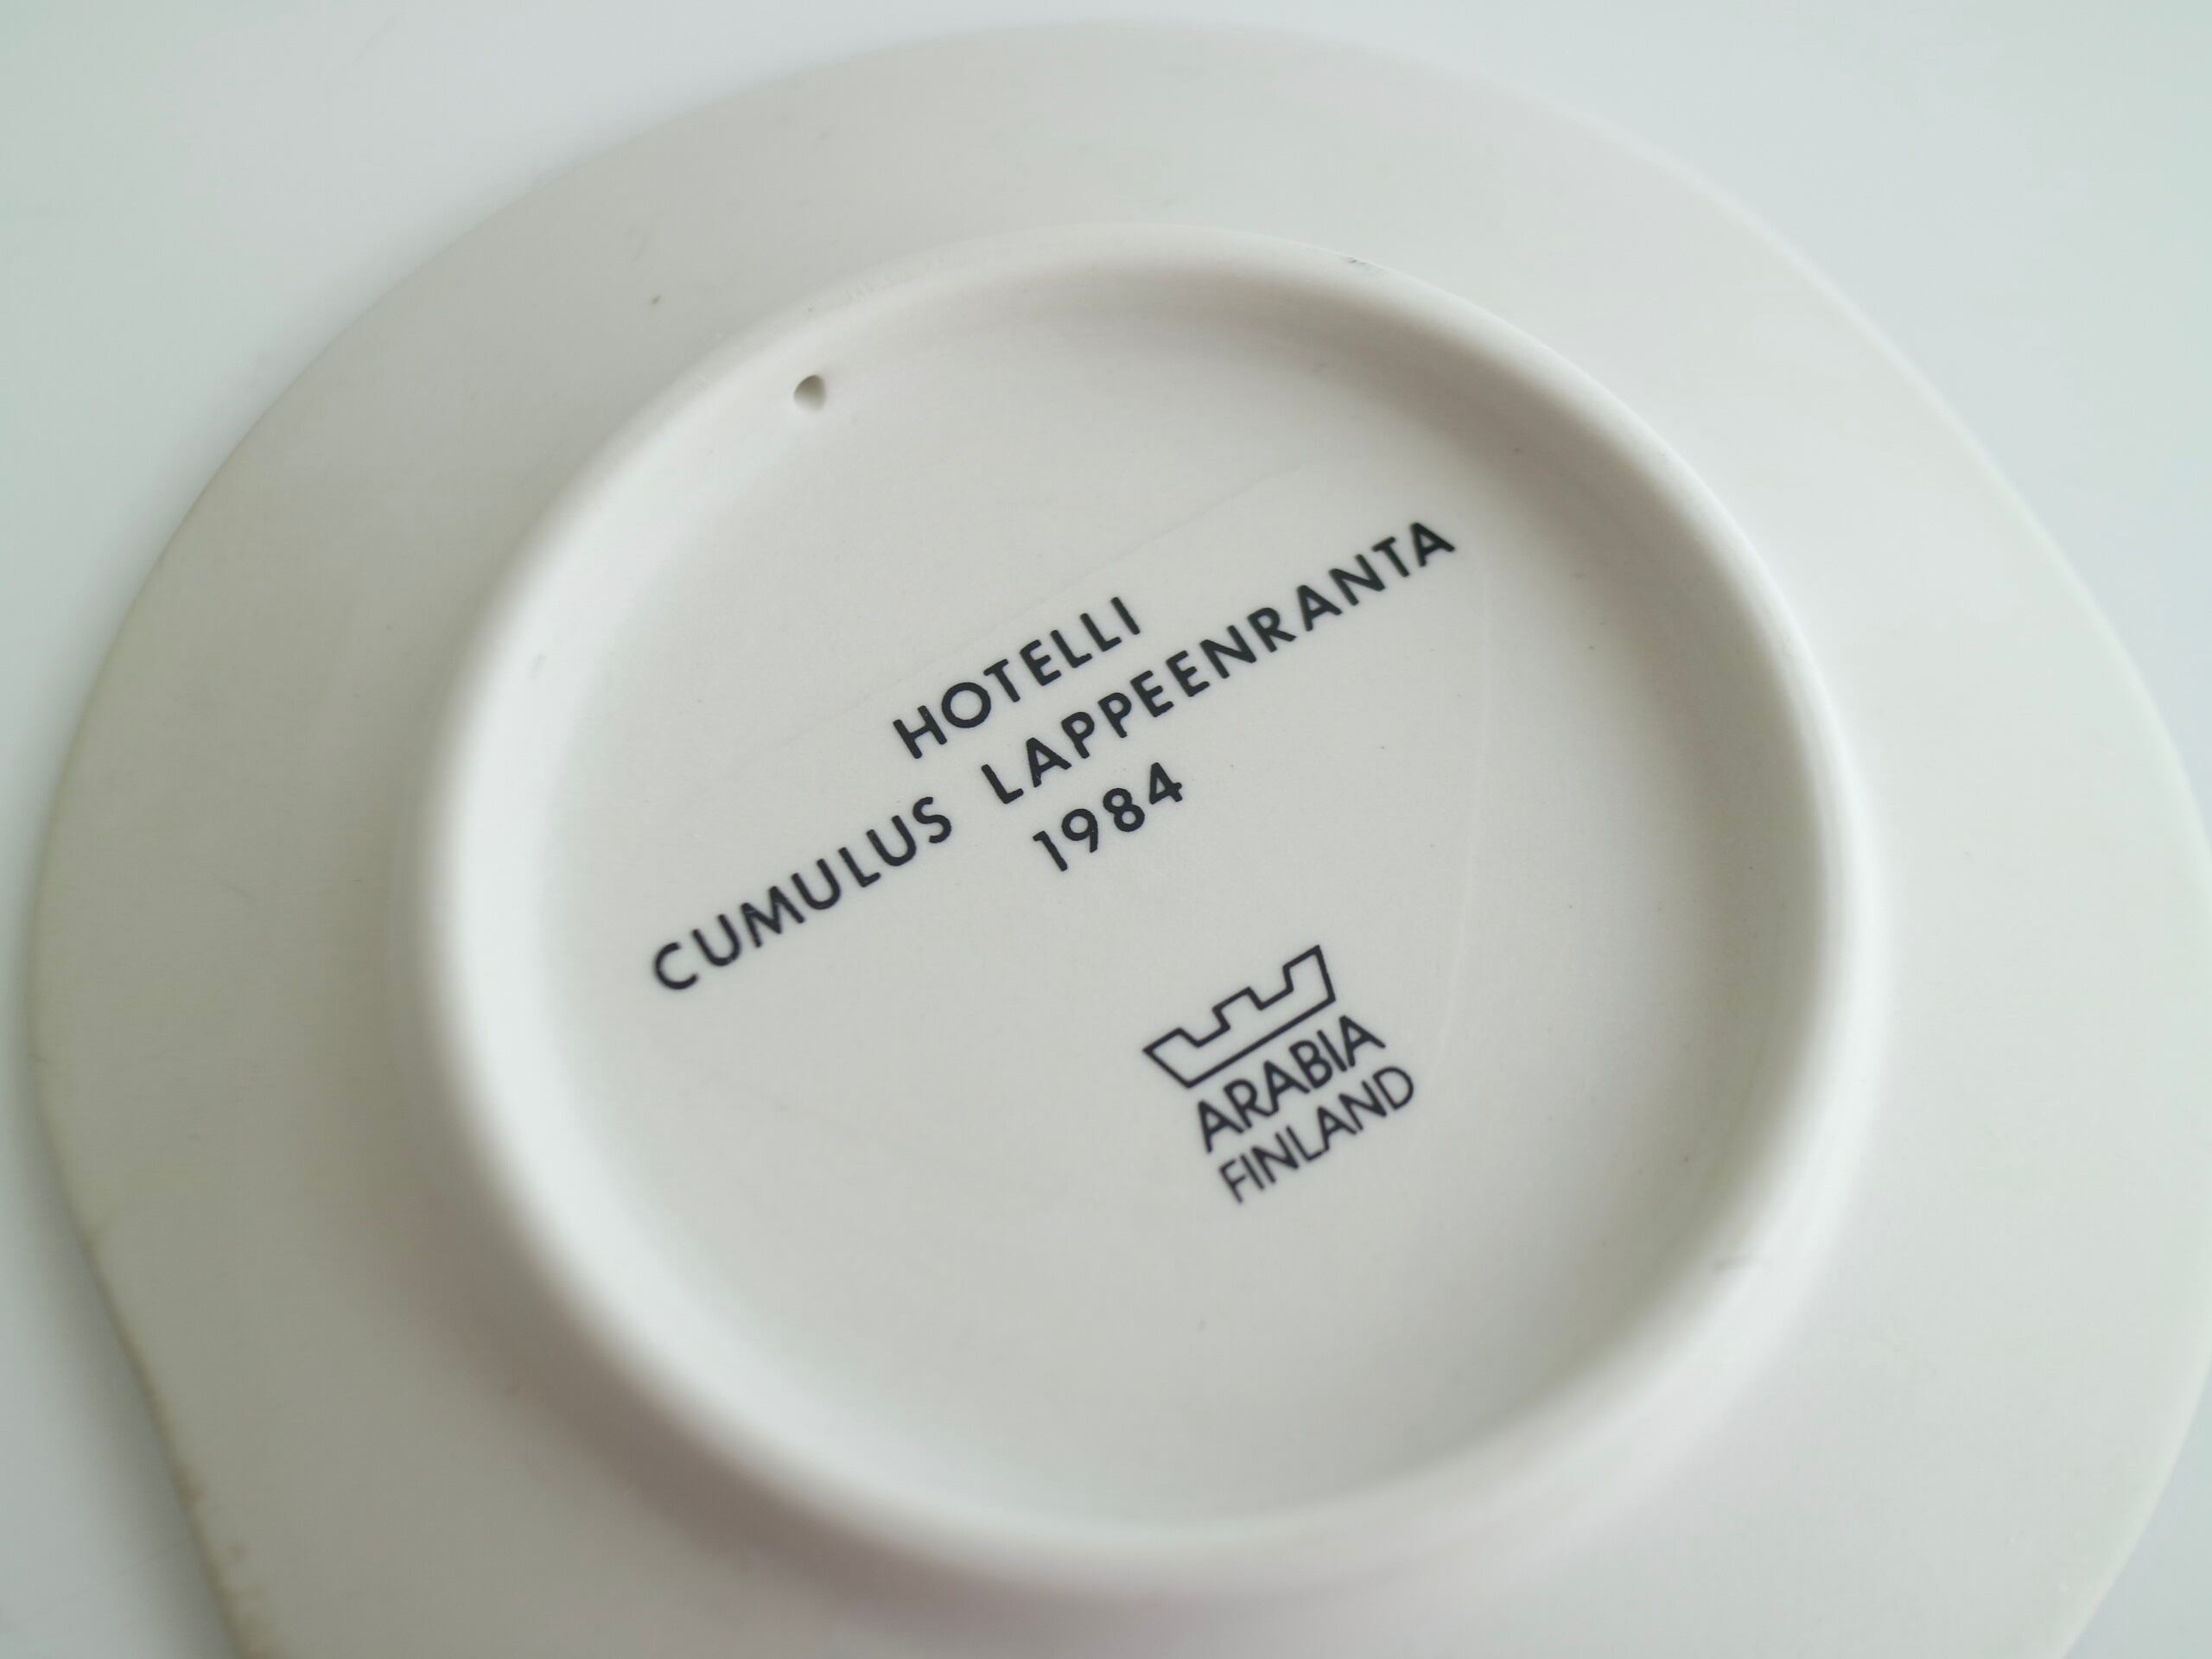 HOTELLI
CUMULUS LAPPEENRANTA
1984
ARABIA
FINLAND